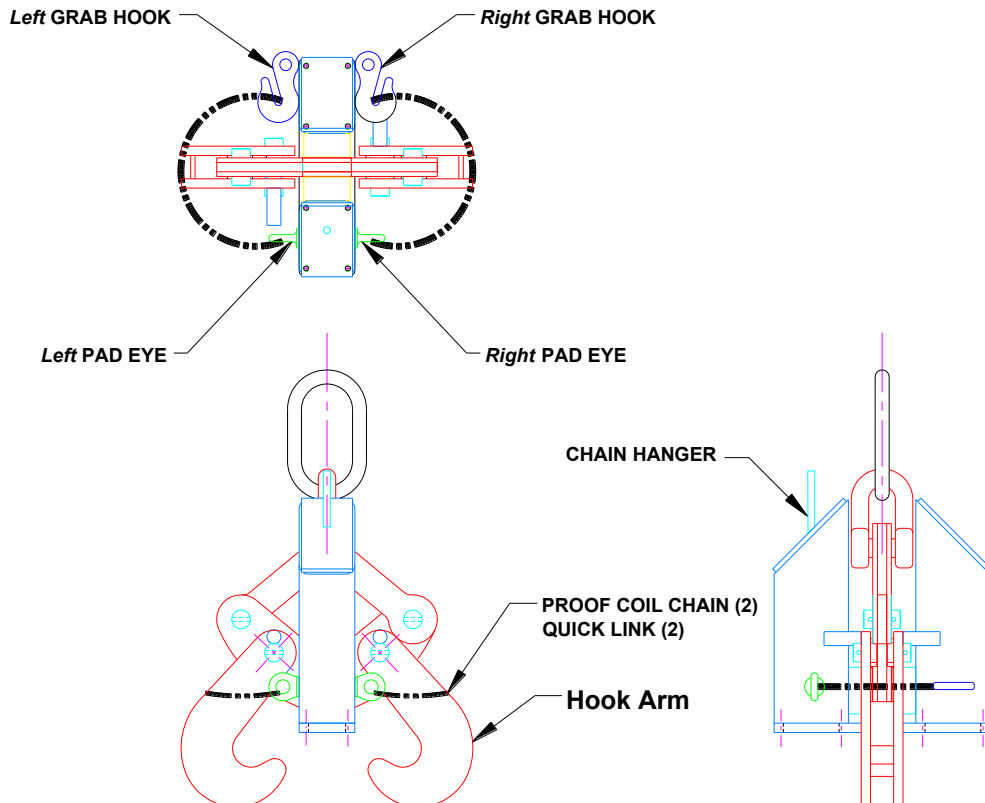 Left GRAB HOOK
Right GRAB HOOK
Left PAD EYE
Right PAD EYE
CHAIN HANGER
PROOF COIL CHAIN (2)
QUICK LINK (2)
Hook Arm